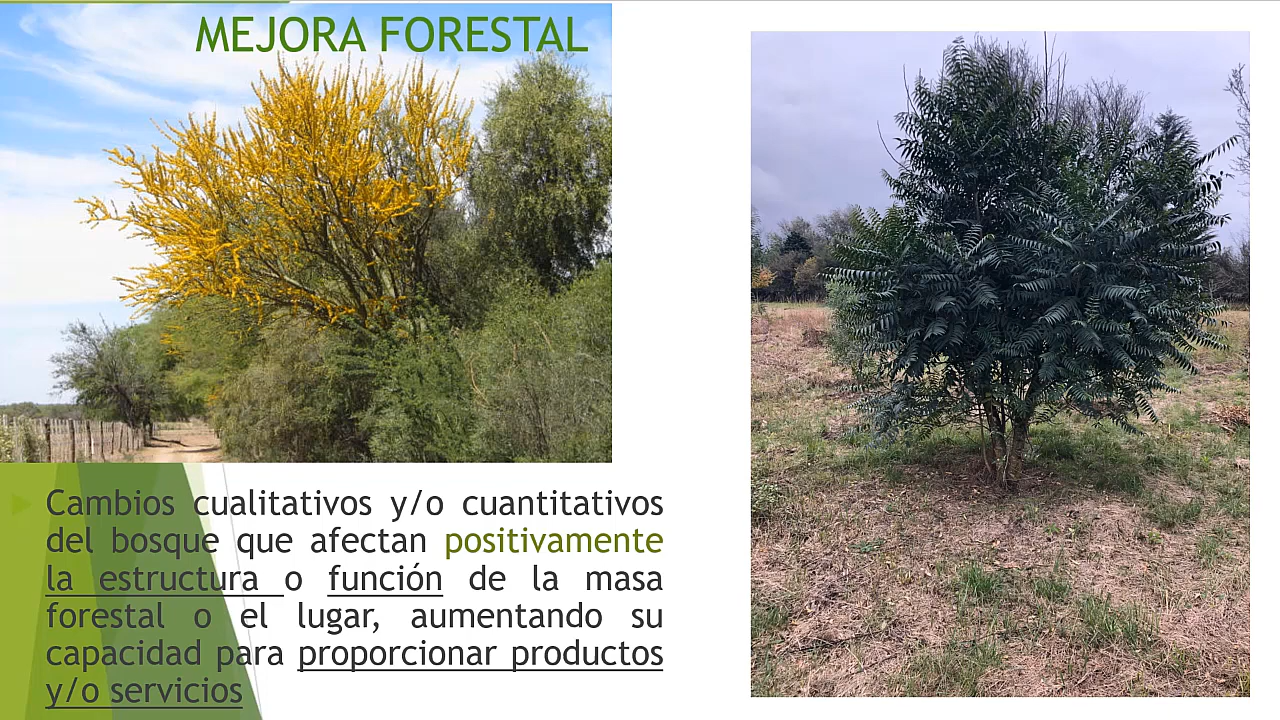 MEJORA FORESTAL
Cambios cualitativos y/o cuantitativos
del bosque que afectan positivamente
la estructura o función de la masa
forestal o el lugar, aumentando su
capacidad para proporcionar productos
y/o servicios